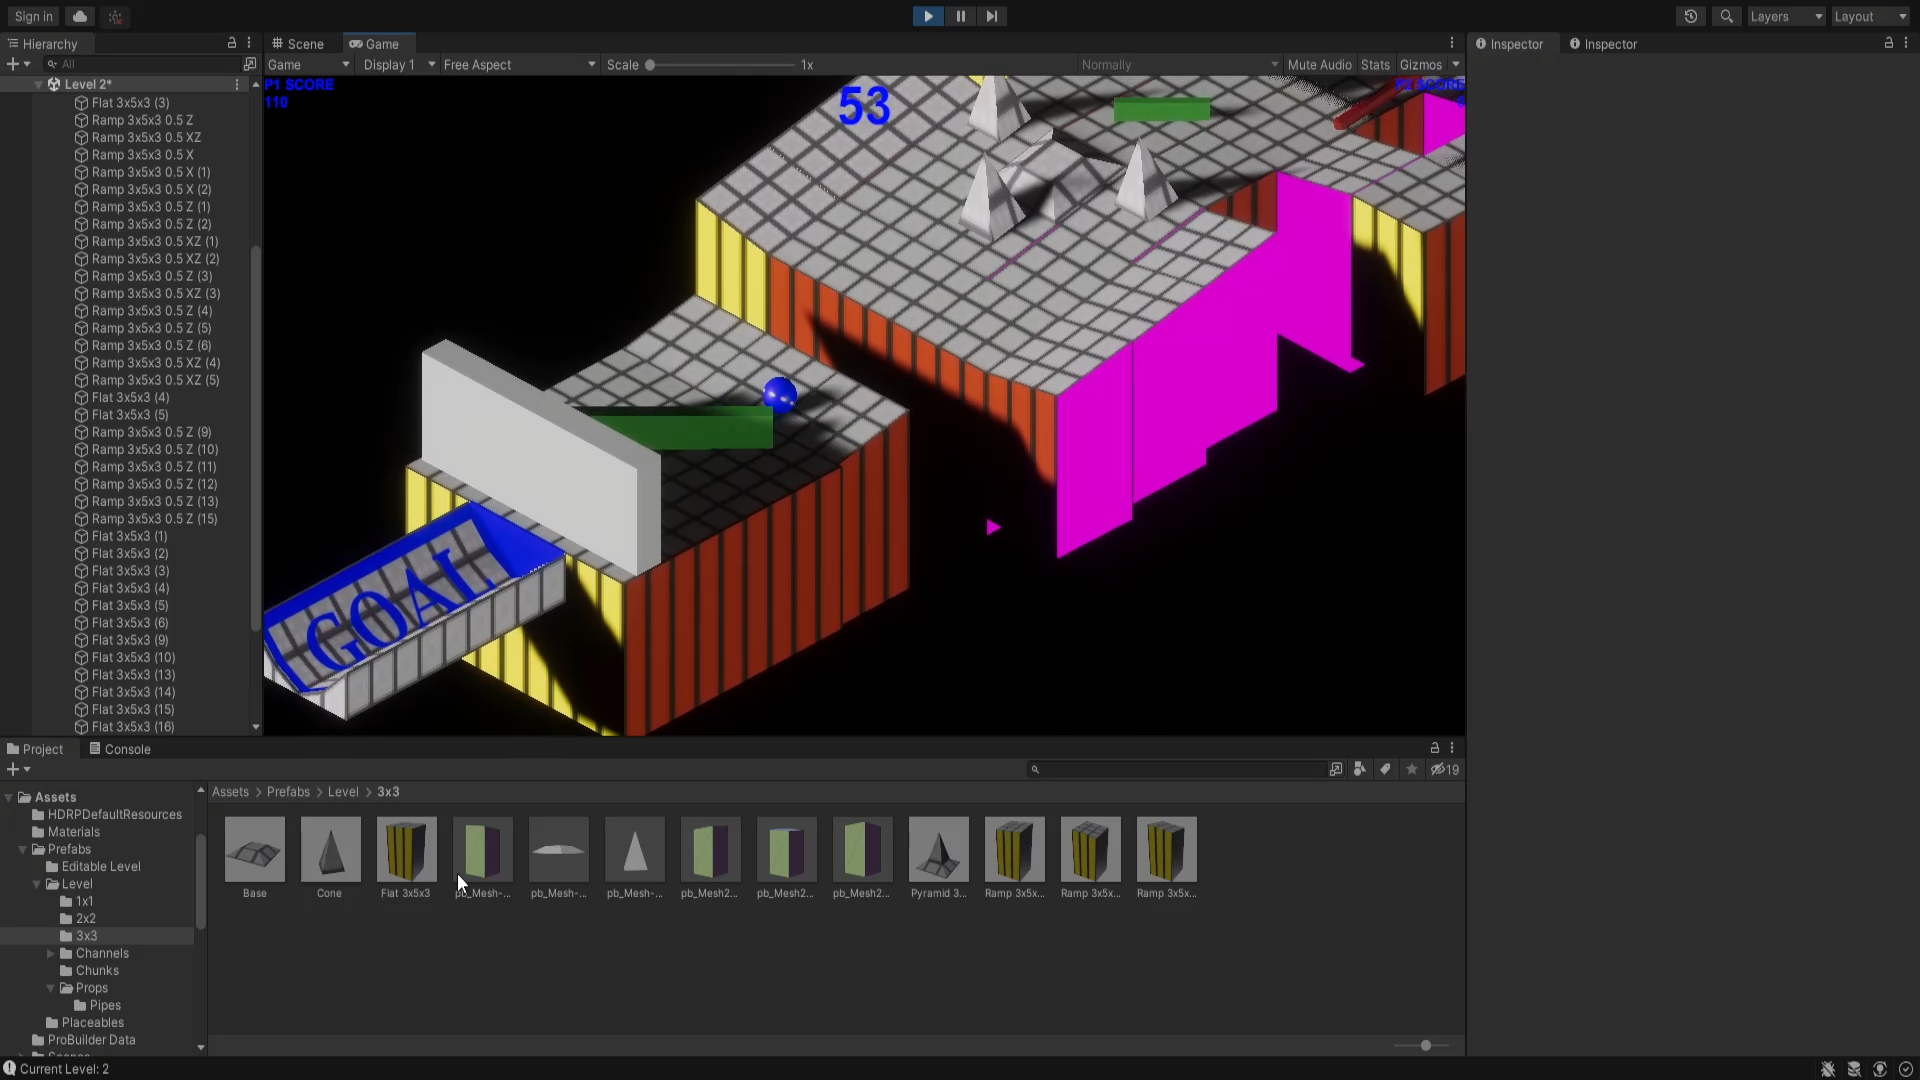 Sign in
Layers
Layout
Hierarchy
Scene
Game
Inspector
Inspector
All
Game
Display 1
Free Aspect
Scale
1x
Normally
Mute Audio
Stats
Gizmos
Level 2*
Flat 3x5x3 (3)
Ramp 3x5x3 0.5 Z
Ramp 3x5x3 0.5 XZ
Ramp 3x5x3 0.5 X
Ramp 3x5x3 0.5 X (1)
Ramp 3x5x3 0.5 X (2)
Ramp 3x5x3 0.5 Z (1)
Ramp 3x5x3 0.5 Z (2)
Ramp 3x5x3 0.5 XZ (1)
Ramp 3x5x3 0.5 XZ (2)
Ramp 3x5x3 0.5 Z (3)
Ramp 3x5x3 0.5 XZ (3)
Ramp 3x5x3 0.5 Z (4)
Ramp 3x5x3 0.5 Z (5)
Ramp 3x5x3 0.5 Z (6)
Ramp 3x5x3 0.5 XZ (4)
Ramp 3x5x3 0.5 XZ (5)
Flat 3x5x3 (4)
Flat 3x5x3 (5)
Ramp 3x5x3 0.5 Z (9)
Ramp 3x5x3 0.5 Z (10)
Ramp 3x5x3 0.5 Z (11)
Ramp 3x5x3 0.5 Z (12)
Ramp 3x5x3 0.5 Z (13)
Ramp 3x5x3 0.5 Z (15)
Flat 3x5x3 (1)
Flat 3x5x3 (2)
Flat 3x5x3 (3)
Flat 3x5x3 (4)
Flat 3x5x3 (5)
Flat 3x5x3 (6)
Flat 3x5x3 (9)
Flat 3x5x3 (10)
Flat 3x5x3 (13)
Flat 3x5x3 (14)
Flat 3x5x3 (15)
Flat 3x5x3 (16)
P1 SCORE
110
53
P2 SCORE
GOAL
Project
Console
19
Assets
HDRPDefaultResources
Materials
Prefabs
Editable Level
Level
1x1
2x2
3x3
Channels
Chunks
Props
Pipes
Placeables
ProBuilder Data
Assets > Prefabs > Level > 3x3
Base
Cone
Flat 3x5x3
pb_Mesh-...
pb_Mesh-...
pb_Mesh-...
pb_Mesh2...
pb_Mesh2...
pb_Mesh2...
Pyramid 3...
Ramp 3x5x...
Ramp 3x5x...
Ramp 3x5x...
Current Level: 2